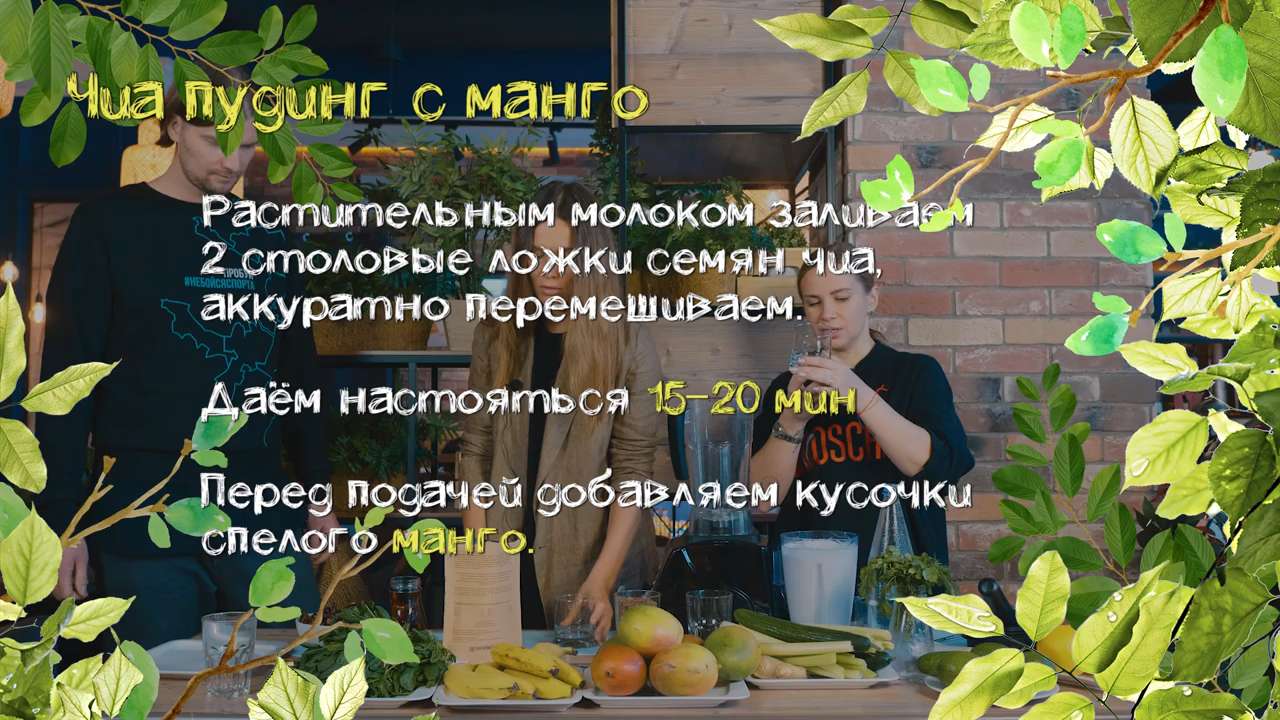 Чиа пудинг с манго
Растительным молоком заливаем
2 столовые ложки семян чиа,
аккуратно перемешиваем.
Даём настояться 15-20 мин
Перед подачей добавляем кусочки
спелого манго.
#НЕБОЙСЯСПОРТА